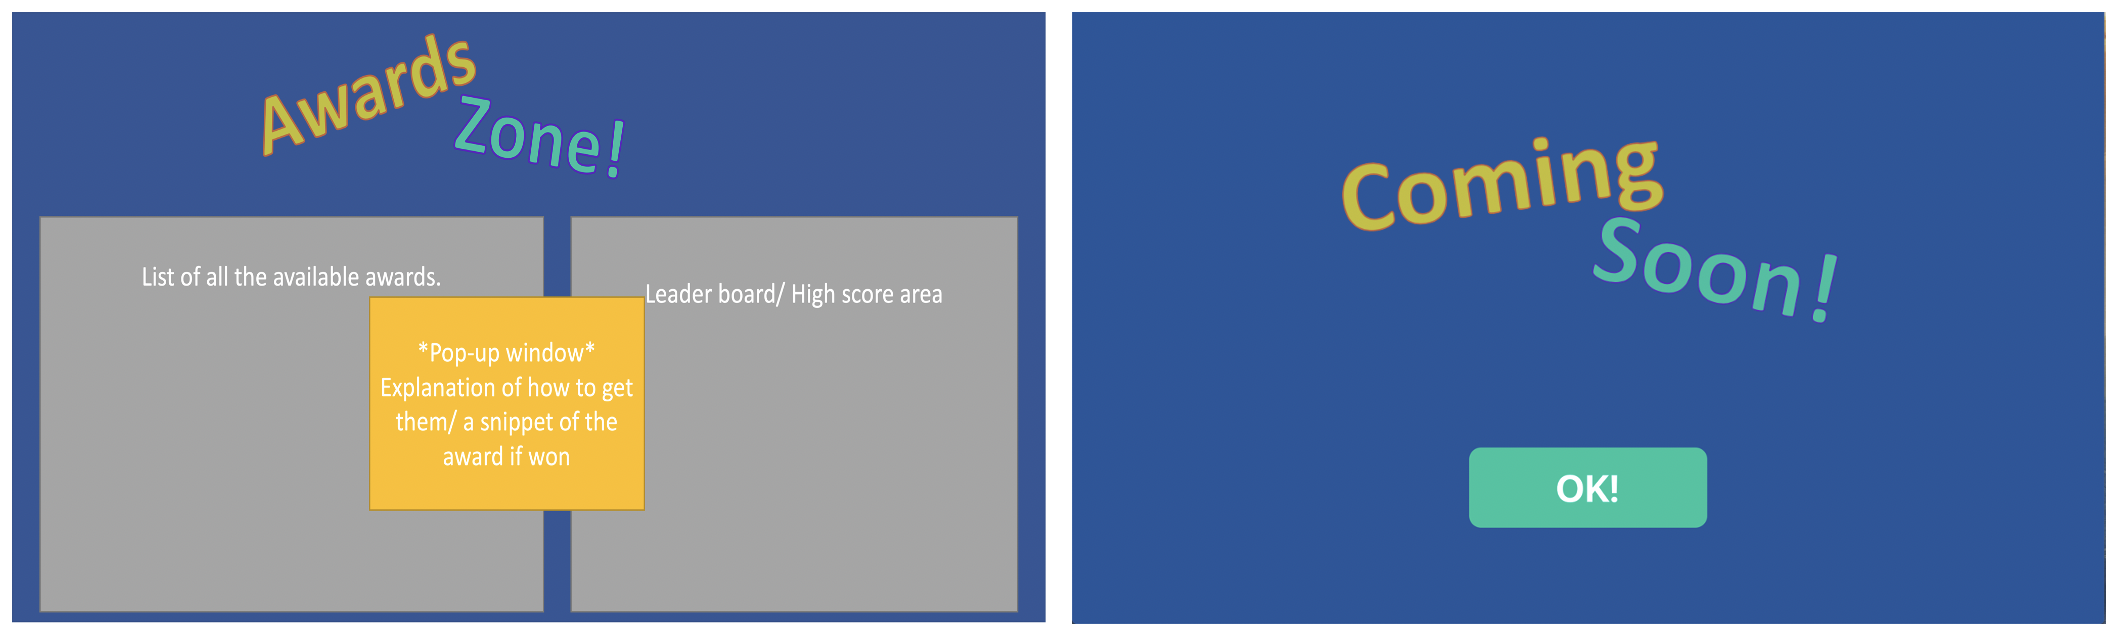 Awards
Zone!
List of all the available awards.
Leader board/ High score area
*Pop-up window*
Explanation of how to get
them/ a snippet of the
award if won
Coming
Soon!
OK!